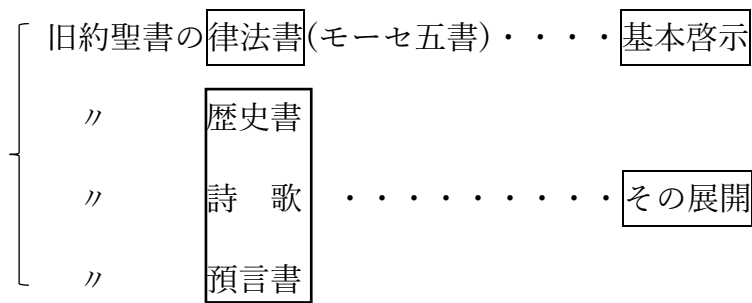 旧約聖書の律法書(モーセ五書)・・・・基本啓示
〃 歴史書
〃 詩　歌 ・・・・・・・・・その展開
〃 預言書